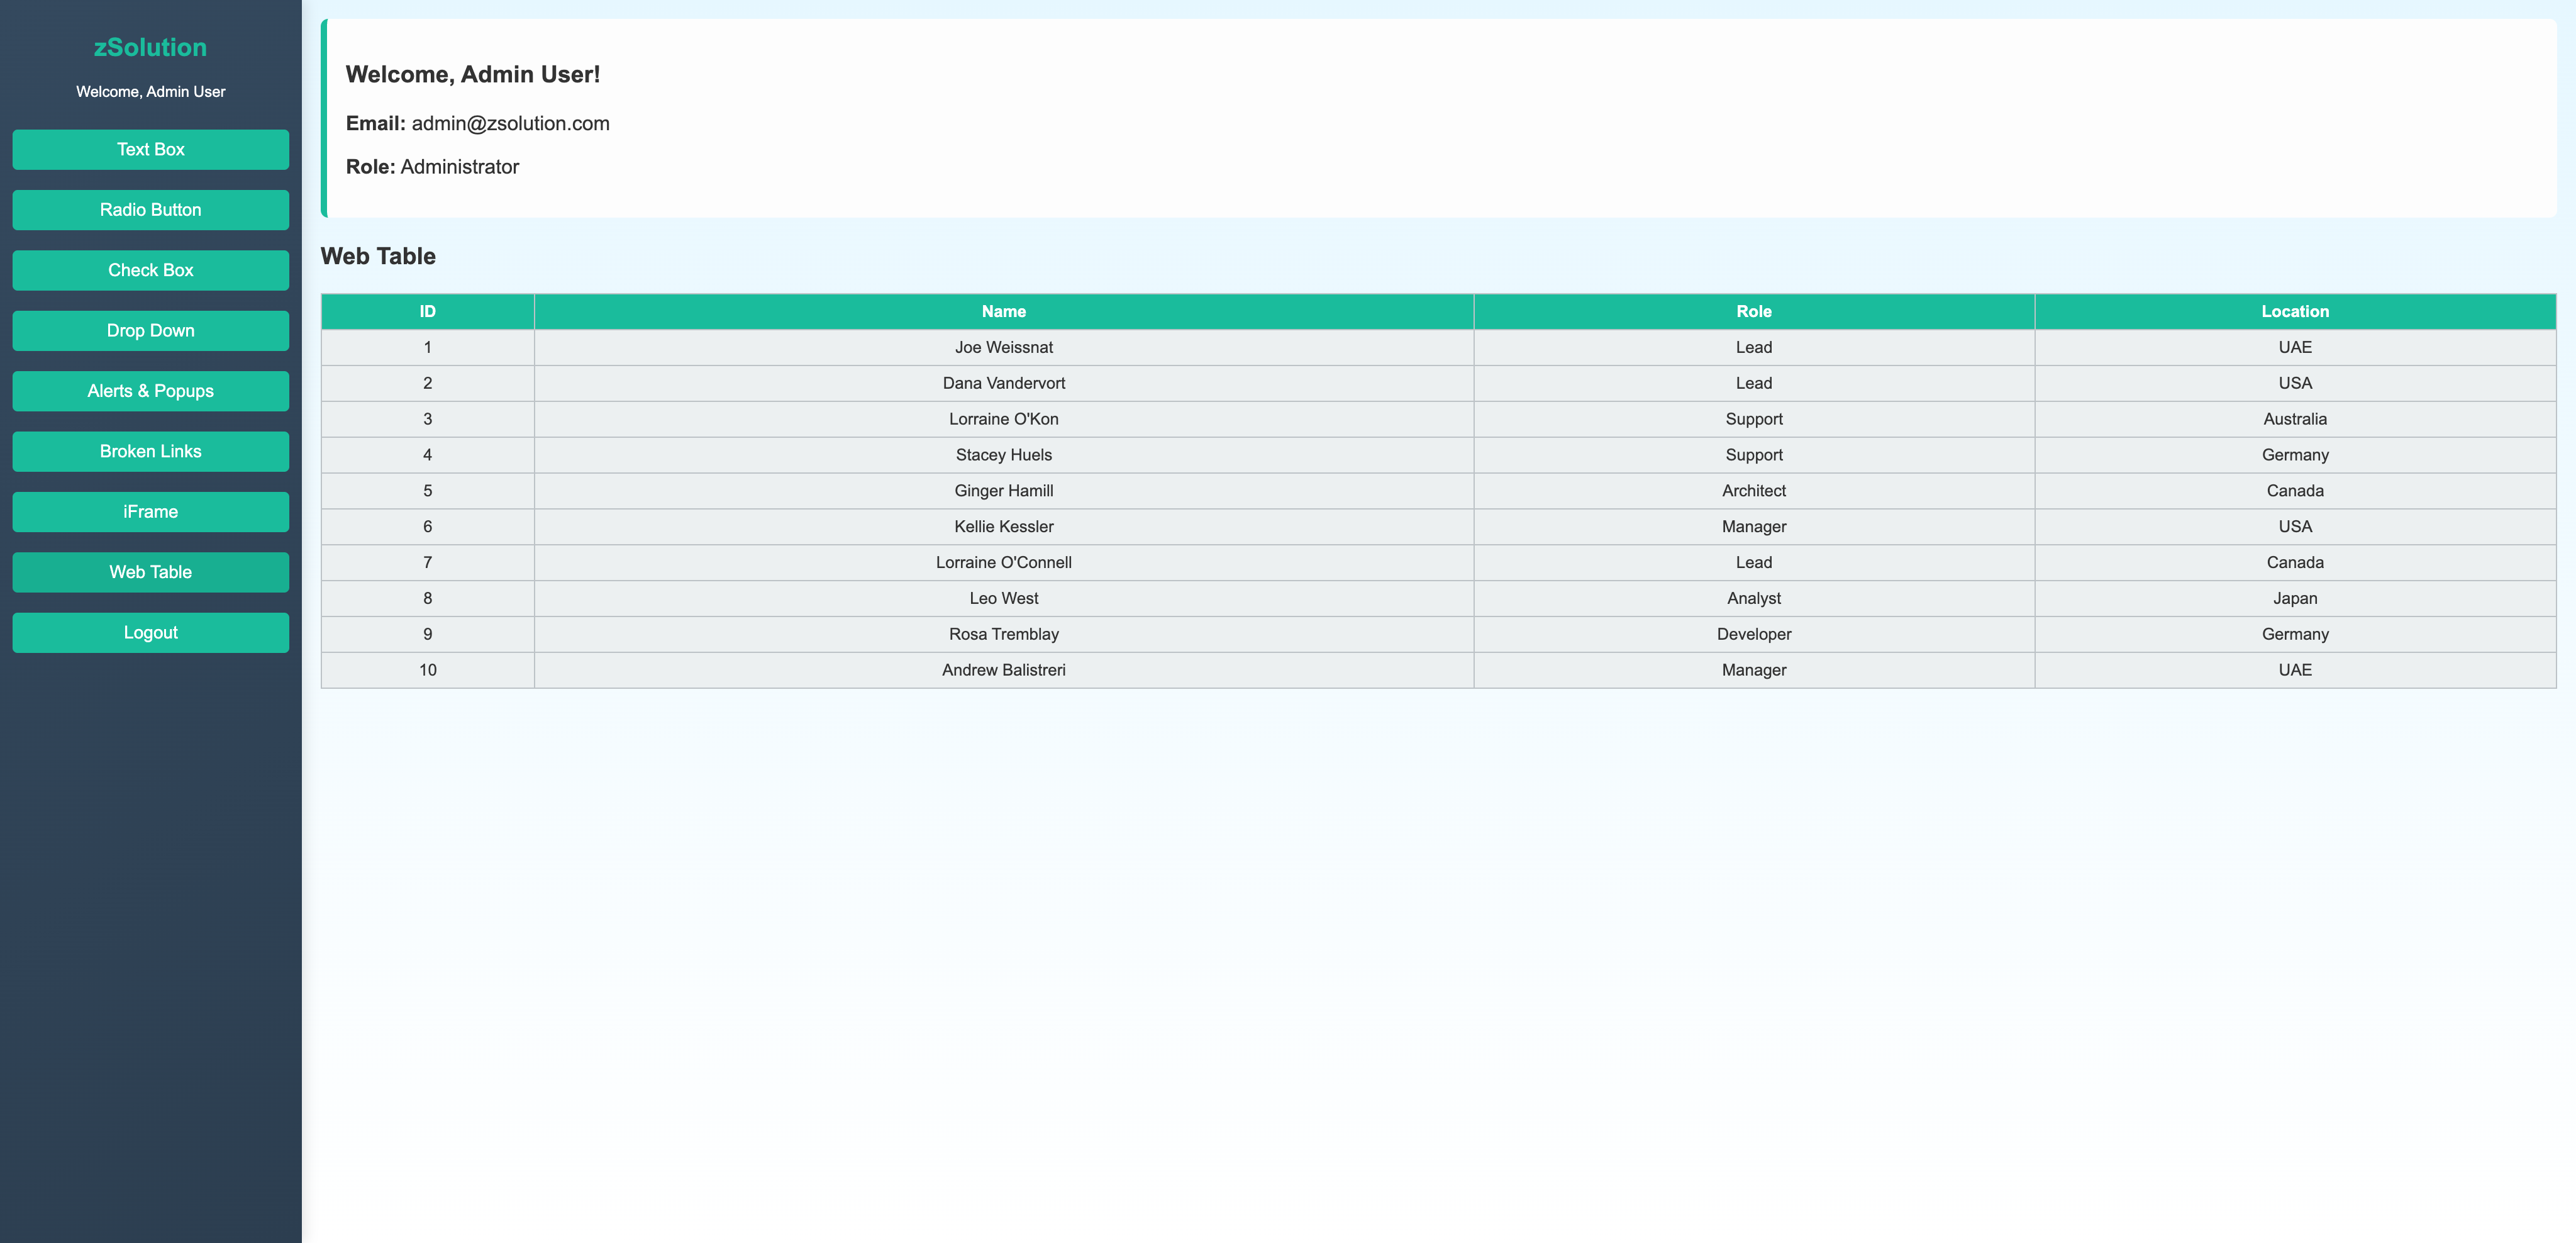 zSolution
Welcome, Admin User
Text Box
Radio Button
Check Box
Drop Down
Alerts & Popups
Broken Links
iFrame
Web Table
Logout
Welcome, Admin User!
Email: admin@zsolution.com
Role: Administrator
Web Table
ID Name Role Location
1 Joe Weissnat Lead UAE
2 Dana Vandervort Lead USA
3 Lorraine O'Kon Support Australia
4 Stacey Huels Support Germany
5 Ginger Hamill Architect Canada
6 Kellie Kessler Manager USA
7 Lorraine O'Connell Lead Canada
8 Leo West Analyst Japan
9 Rosa Tremblay Developer Germany
10 Andrew Balistreri Manager UAE